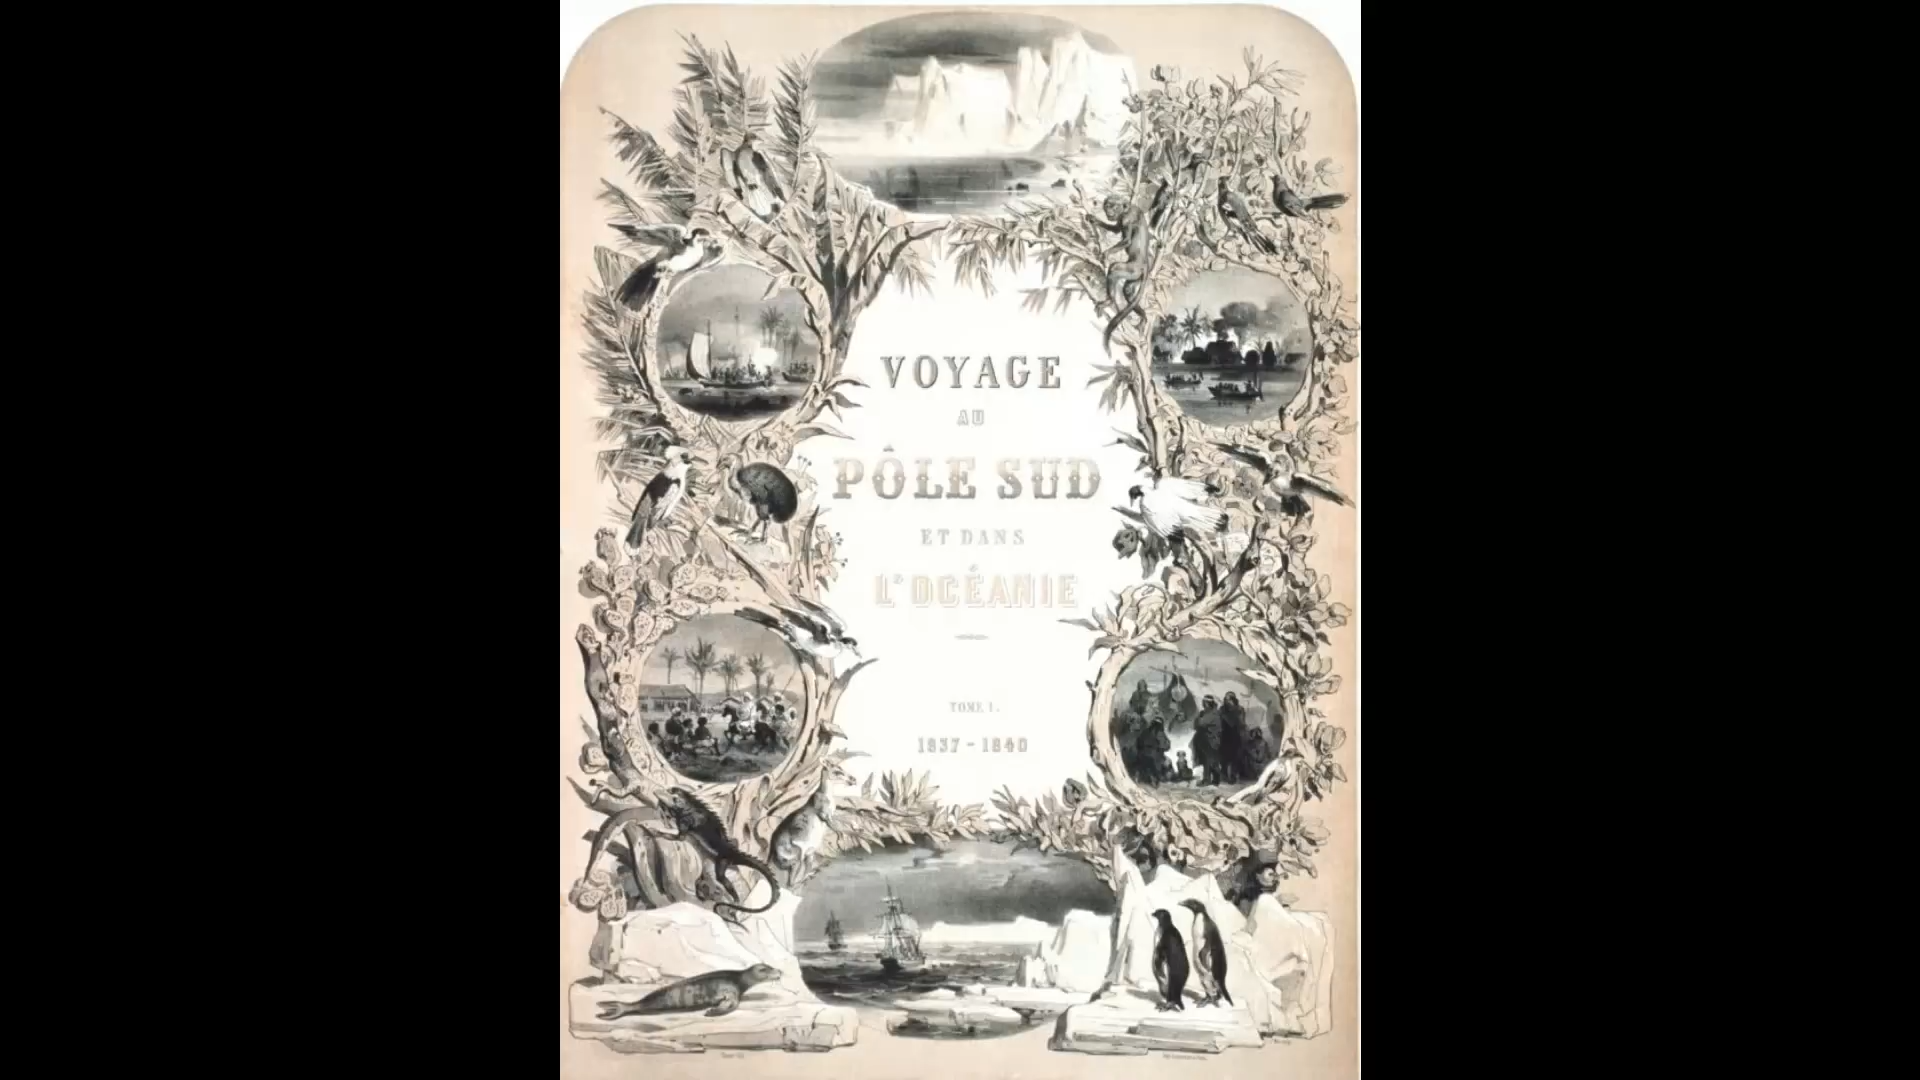 VOYAGE
AU
PÔLE SUD
ET DANS
L'OCÉANIE
TOME 1.
1837 - 1840